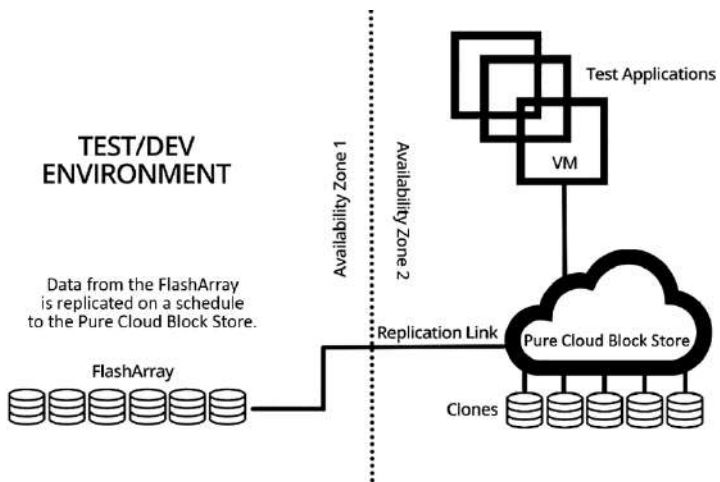 TEST/DEV
ENVIRONMENT
Data from the FlashArray
is replicated on a schedule
to the Pure Cloud Block Store.
FlashArray
Availability Zone 1
Availability Zone 2
Test Applications
VM
Replication Link
Pure Cloud Block Store
Clones